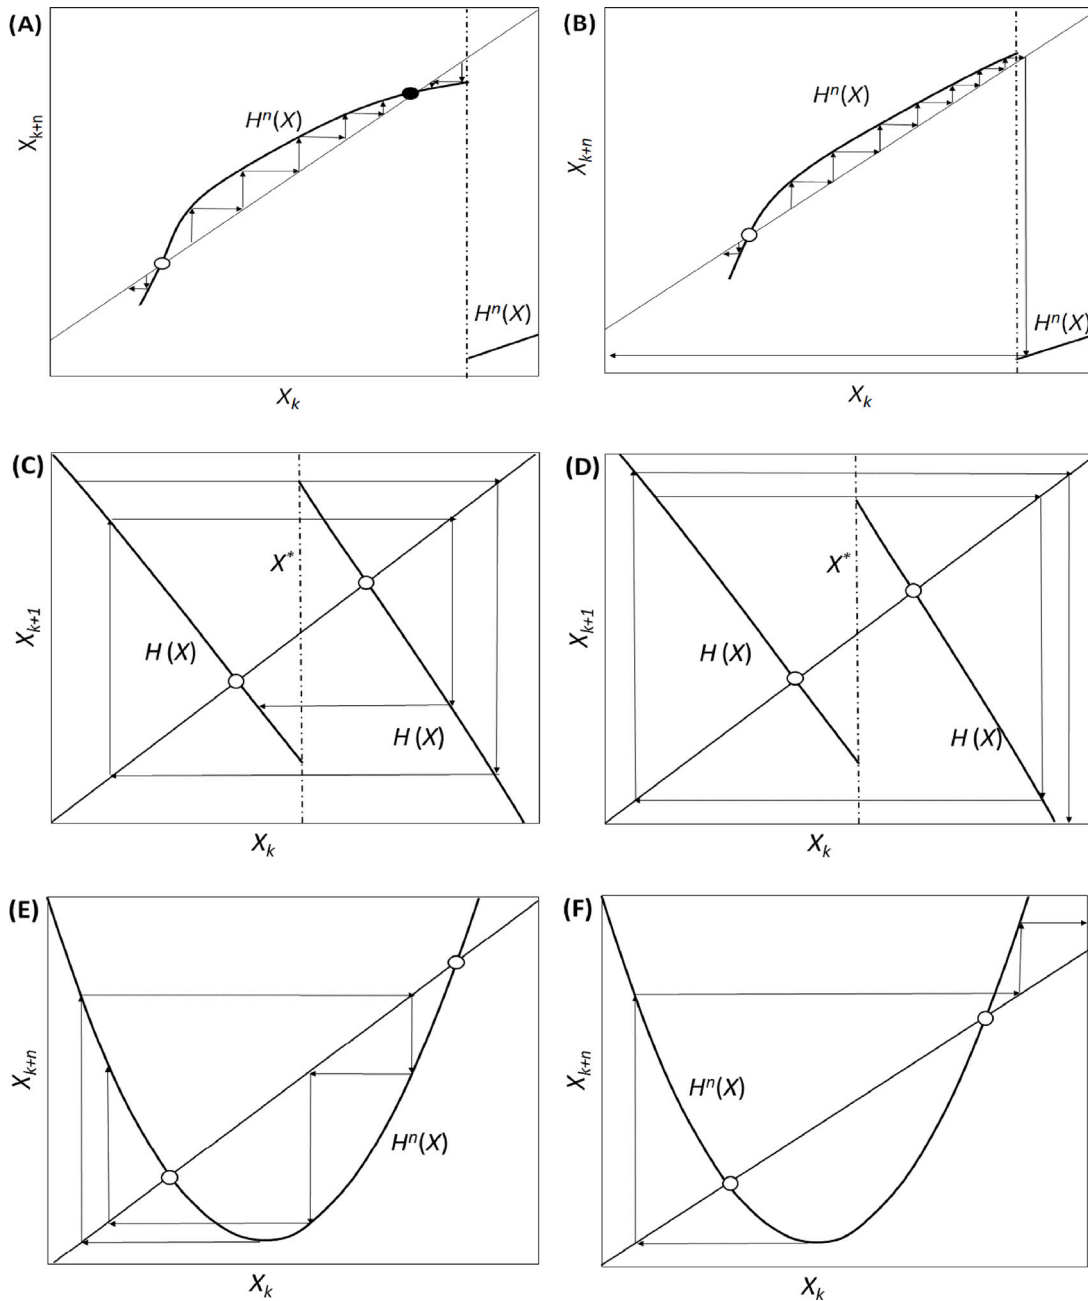 (A)
X_{k+n}
H^n(X)
H^n(X)
X_k
(B)
X_{k+n}
H^n(X)
H^n(X)
X_k
(C)
X_{k+1}
X^*
H (X)
H (X)
X_k
(D)
X_{k+1}
X^*
H (X)
H (X)
X_k
(E)
X_{k+n}
H^n(X)
X_k
(F)
X_{k+n}
H^n(X)
X_k